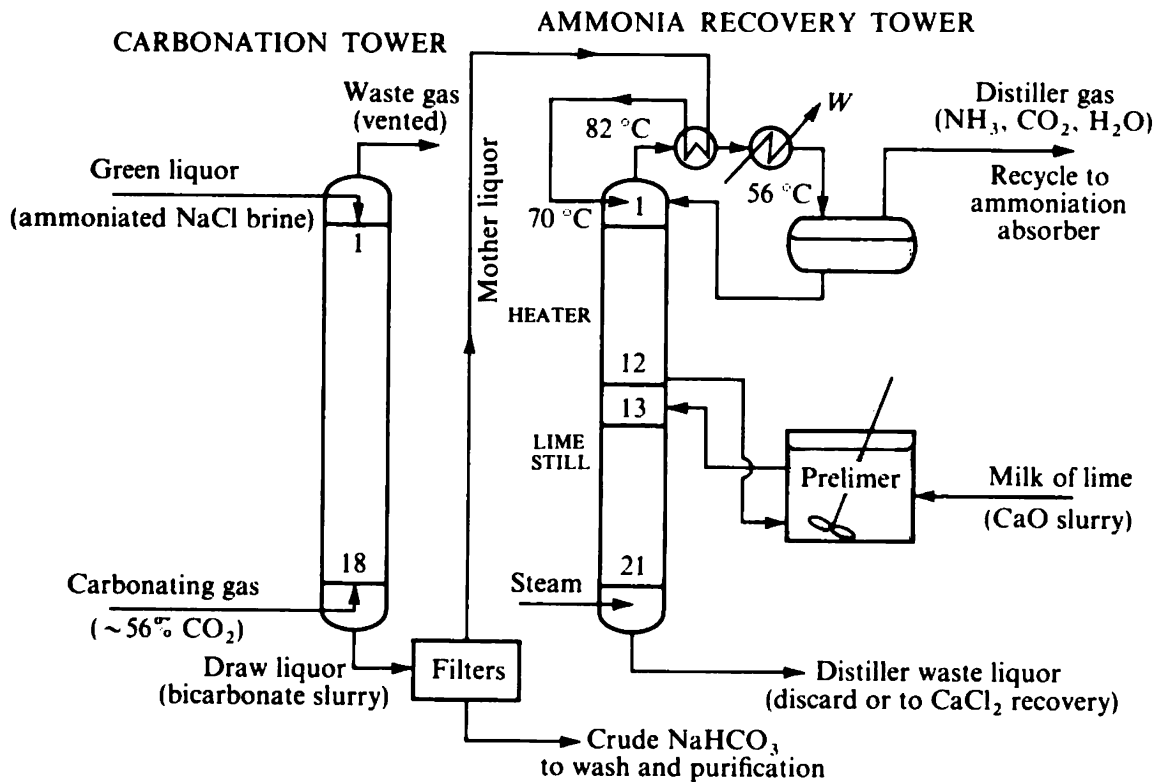 CARBONATION TOWER
AMMONIA RECOVERY TOWER
Waste gas
(vented)
Green liquor
(ammoniated NaCl brine)
1
18
Carbonating gas
(~56% CO₂)
Draw liquor
(bicarbonate slurry)
Filters
Crude NaHCO₃
to wash and purification
Mother liquor
82 °C
W
70 °C
1
56 °C
Distiller gas
(NH₃, CO₂, H₂O)
Recycle to
ammoniation
absorber
HEATER
12
13
LIME
STILL
Prelimer
Milk of lime
(CaO slurry)
21
Steam
Distiller waste liquor
(discard or to CaCl₂ recovery)